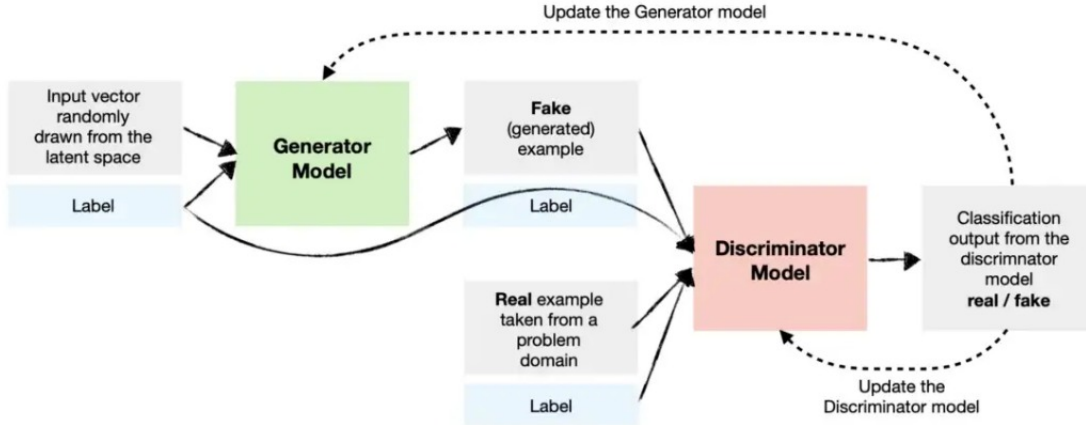 Update the Generator model
Input vector
randomly
drawn from the
latent space
Label
Generator
Model
Fake
(generated)
example
Label
Real example
taken from a
problem
domain
Label
Discriminator
Model
Classification
output from the
discrimnator
model
real / fake
Update the
Discriminator model